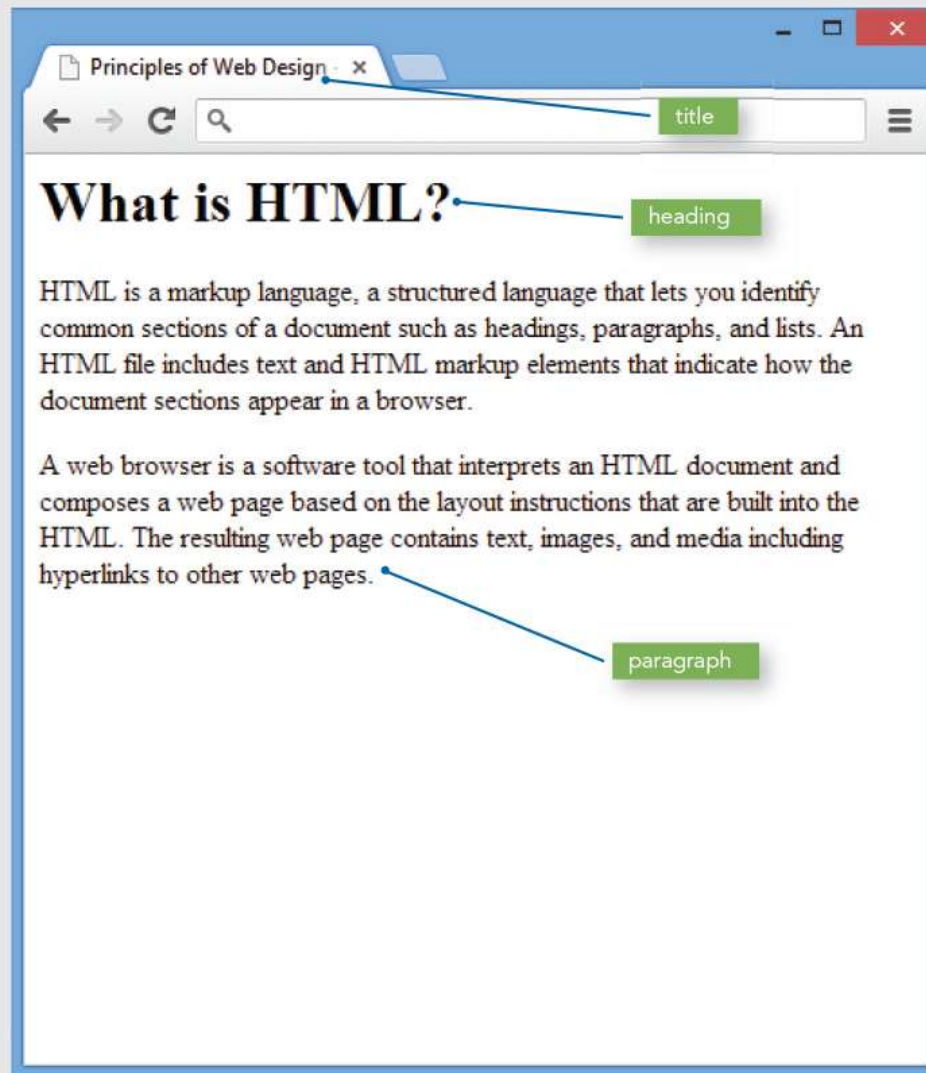 Principles of Web Design -
title
What is HTML?
heading
HTML is a markup language, a structured language that lets you identify
common sections of a document such as headings, paragraphs, and lists. An
HTML file includes text and HTML markup elements that indicate how the
document sections appear in a browser.
A web browser is a software tool that interprets an HTML document and
composes a web page based on the layout instructions that are built into the
HTML. The resulting web page contains text, images, and media including
hyperlinks to other web pages.
paragraph